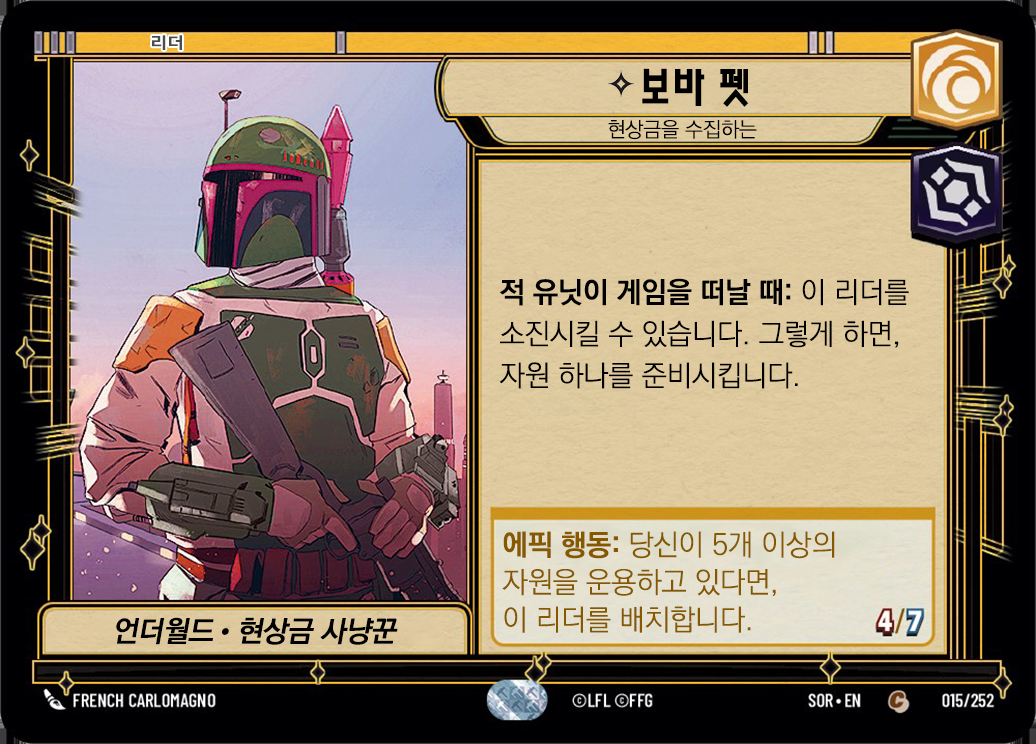 리더
보바 펫
현상금을 수집하는
적 유닛이 게임을 떠날 때: 이 리더를
소진시킬 수 있습니다. 그렇게 하면,
자원 하나를 준비시킵니다.
에픽 행동: 당신이 5개 이상의
자원을 운용하고 있다면,
이 리더를 배치합니다.
4/7
언더월드 • 현상금 사냥꾼
FRENCH CARLOMAGNO
©LFL ©FFG
SOR • EN
C
015/252